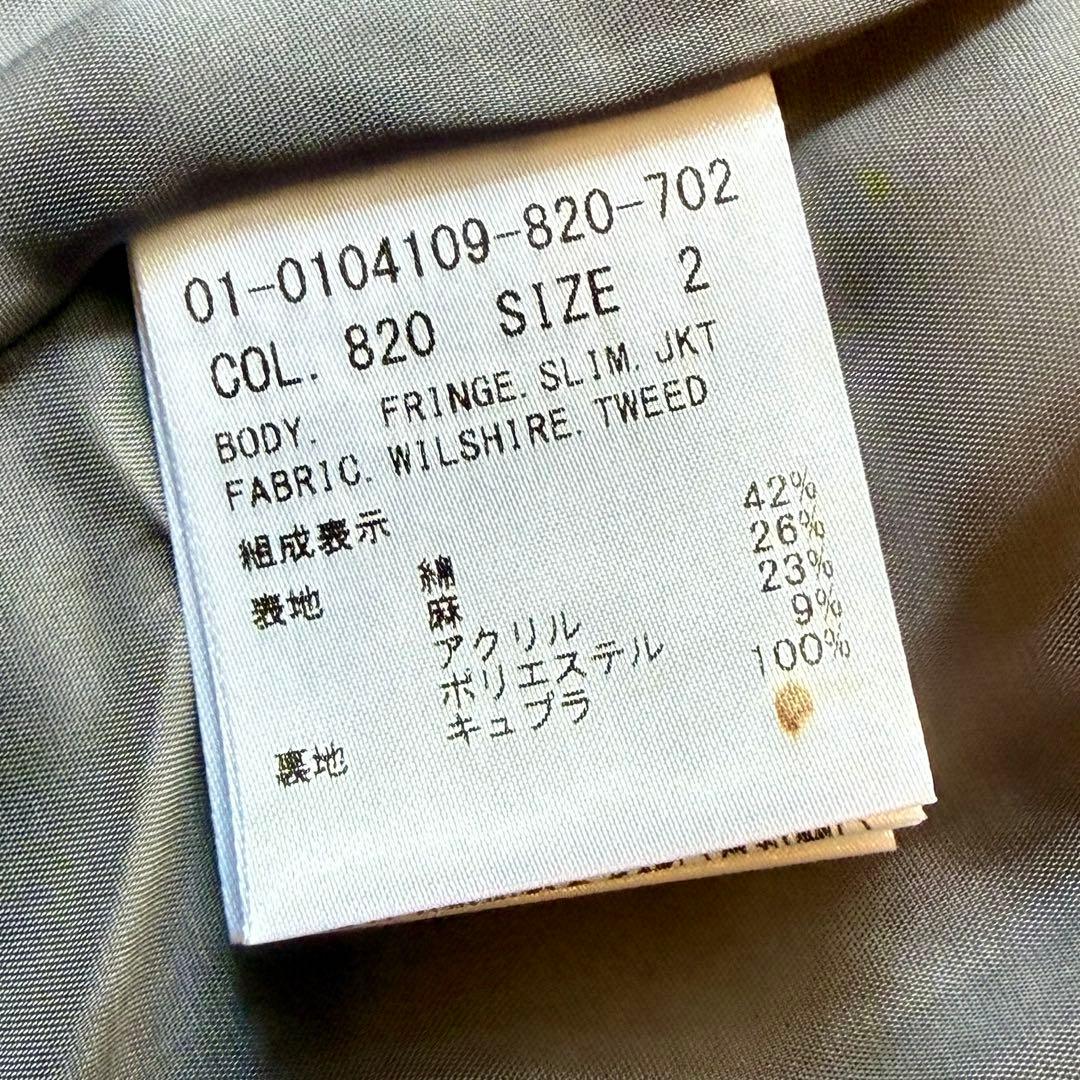 01-0104109-820-702
COL. 820 SIZE 2
BODY. FRINGE. SLIM. JKT
FABRIC. WILSHIRE. TWEED
組成表示
表地 綿 42%
麻 26%
アクリル 23%
ポリエステル 9%
裏地 キュプラ 100%